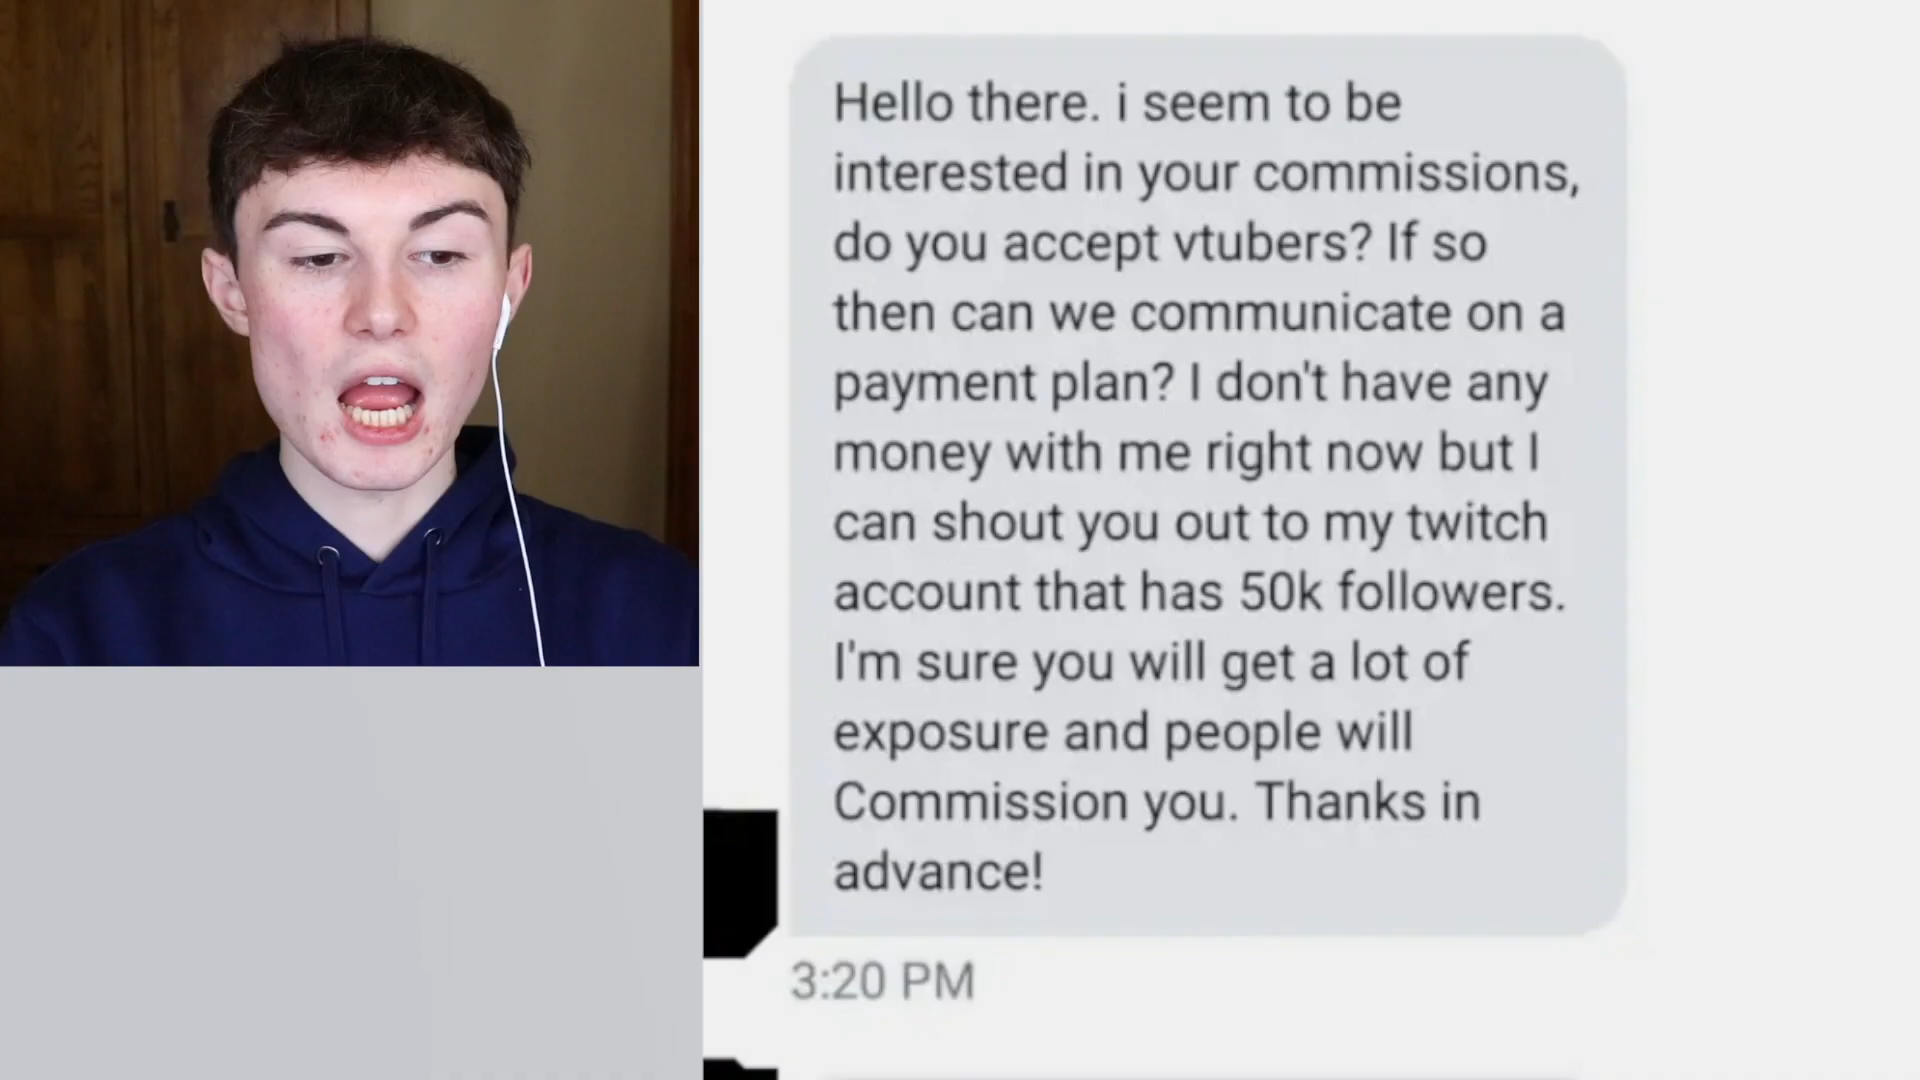 Hello there. i seem to be
interested in your commissions,
do you accept vtubers? If so
then can we communicate on a
payment plan? I don't have any
money with me right now but I
can shout you out to my twitch
account that has 50k followers.
I'm sure you will get a lot of
exposure and people will
Commission you. Thanks in
advance!
3:20 PM